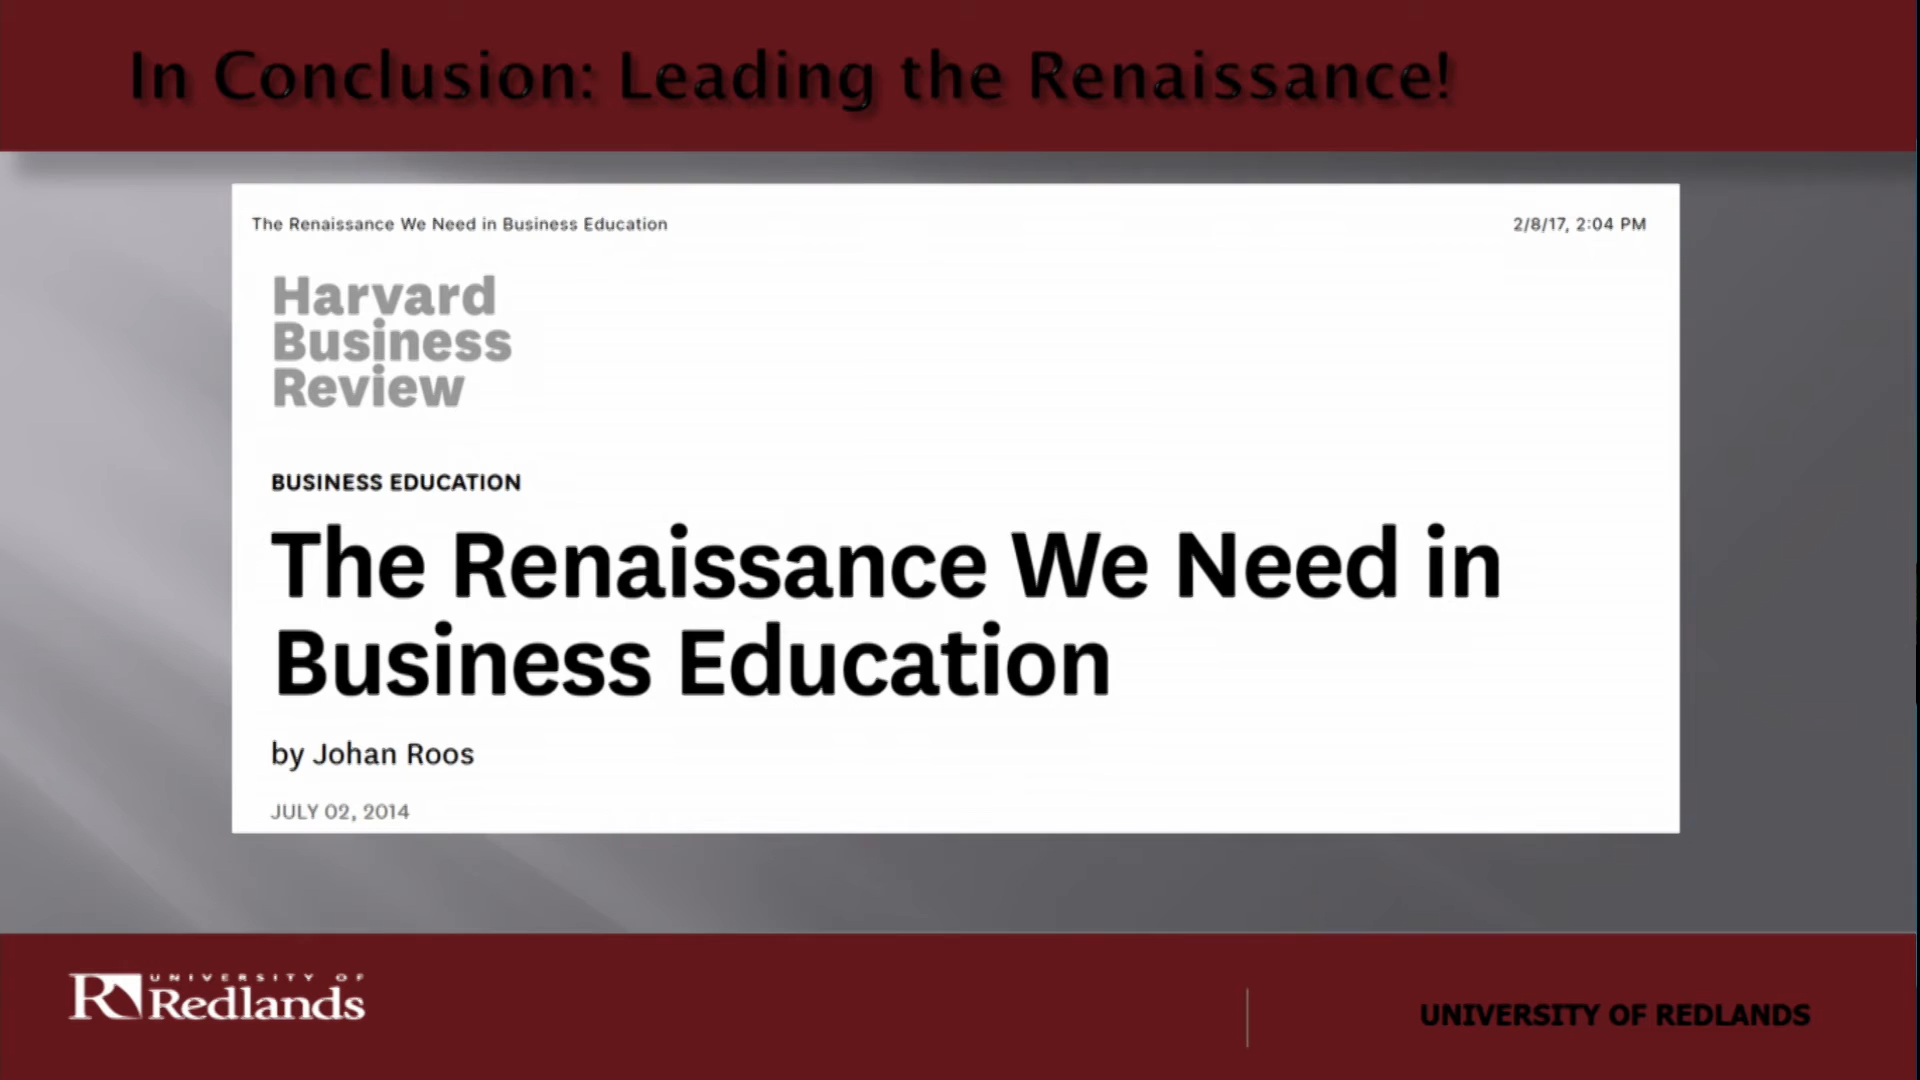 In Conclusion: Leading the Renaissance!
The Renaissance We Need in Business Education
2/8/17, 2:04 PM
Harvard
Business
Review
BUSINESS EDUCATION
The Renaissance We Need in
Business Education
by Johan Roos
JULY 02, 2014
UNIVERSITY OF
Redlands
UNIVERSITY OF REDLANDS